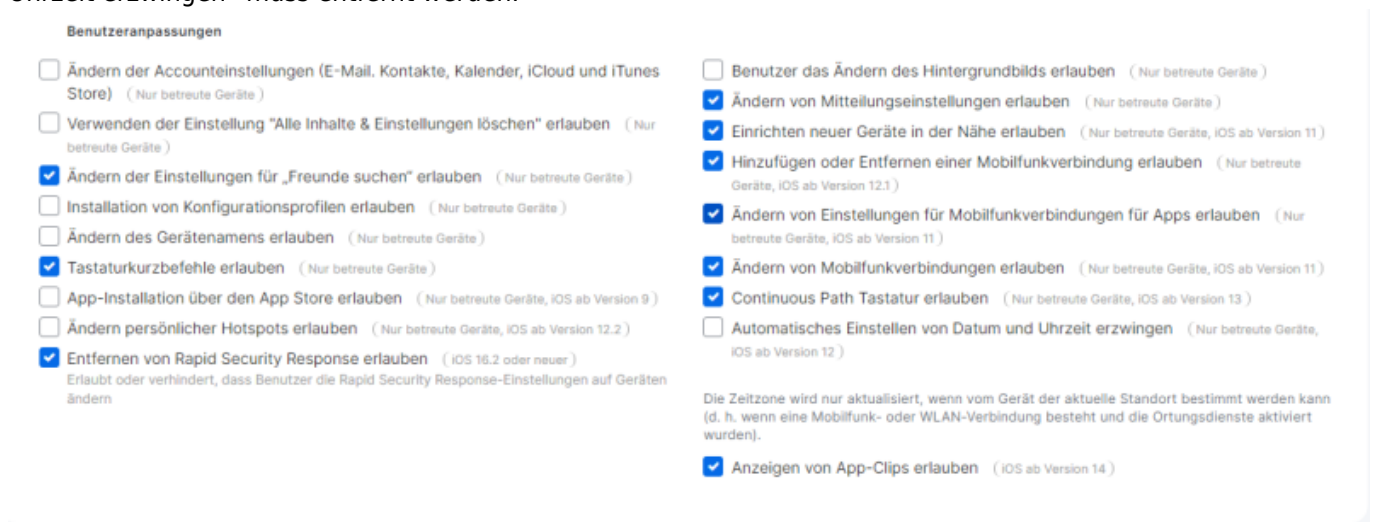 Uhrzeit erzwingen" muss entfernt werden.
Benutzeranpassungen
Ändern der Accounteinstellungen (E-Mail. Kontakte, Kalender, iCloud und iTunes
Store) (Nur betreute Geräte)
Verwenden der Einstellung "Alle Inhalte & Einstellungen löschen" erlauben (Nur
betreute Geräte)
Ändern der Einstellungen für „Freunde suchen" erlauben (Nur betreute Geräte)
Installation von Konfigurationsprofilen erlauben (Nur betreute Geräte)
Ändern des Gerätenamens erlauben (Nur betreute Geräte)
Tastaturkurzbefehle erlauben (Nur betreute Geräte)
App-Installation über den App Store erlauben (Nur betreute Geräte, iOS ab Version 9)
Ändern persönlicher Hotspots erlauben (Nur betreute Geräte, iOS ab Version 12.2)
Entfernen von Rapid Security Response erlauben (iOS 16.2 oder neuer)
Erlaubt oder verhindert, dass Benutzer die Rapid Security Response-Einstellungen auf Geräten
ändern
Benutzer das Ändern des Hintergrundbilds erlauben (Nur betreute Geräte)
Ändern von Mitteilungseinstellungen erlauben (Nur betreute Geräte)
Einrichten neuer Geräte in der Nähe erlauben (Nur betreute Geräte, iOS ab Version 11)
Hinzufügen oder Entfernen einer Mobilfunkverbindung erlauben (Nur betreute
Geräte, iOS ab Version 12.1)
Ändern von Einstellungen für Mobilfunkverbindungen für Apps erlauben (Nur
betreute Geräte, iOS ab Version 11)
Ändern von Mobilfunkverbindungen erlauben (Nur betreute Geräte, iOS ab Version 11)
Continuous Path Tastatur erlauben (Nur betreute Geräte, iOS ab Version 13)
Automatisches Einstellen von Datum und Uhrzeit erzwingen (Nur betreute Geräte,
iOS ab Version 12)
Die Zeitzone wird nur aktualisiert, wenn vom Gerät der aktuelle Standort bestimmt werden kann
(d. h. wenn eine Mobilfunk- oder WLAN-Verbindung besteht und die Ortungsdienste aktiviert
wurden).
Anzeigen von App-Clips erlauben (iOS ab Version 14)